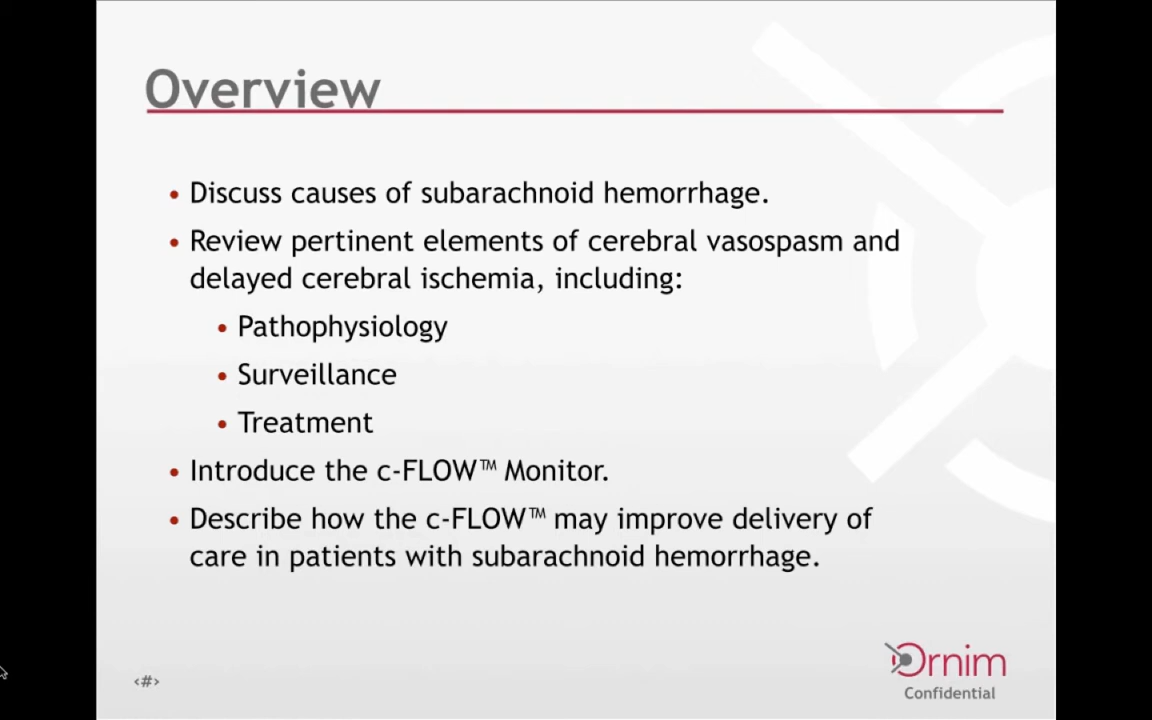 Overview
• Discuss causes of subarachnoid hemorrhage.
• Review pertinent elements of cerebral vasospasm and
delayed cerebral ischemia, including:
• Pathophysiology
• Surveillance
• Treatment
• Introduce the c-FLOW™ Monitor.
• Describe how the c-FLOW™ may improve delivery of
care in patients with subarachnoid hemorrhage.
Ornim
Confidential
‹#›